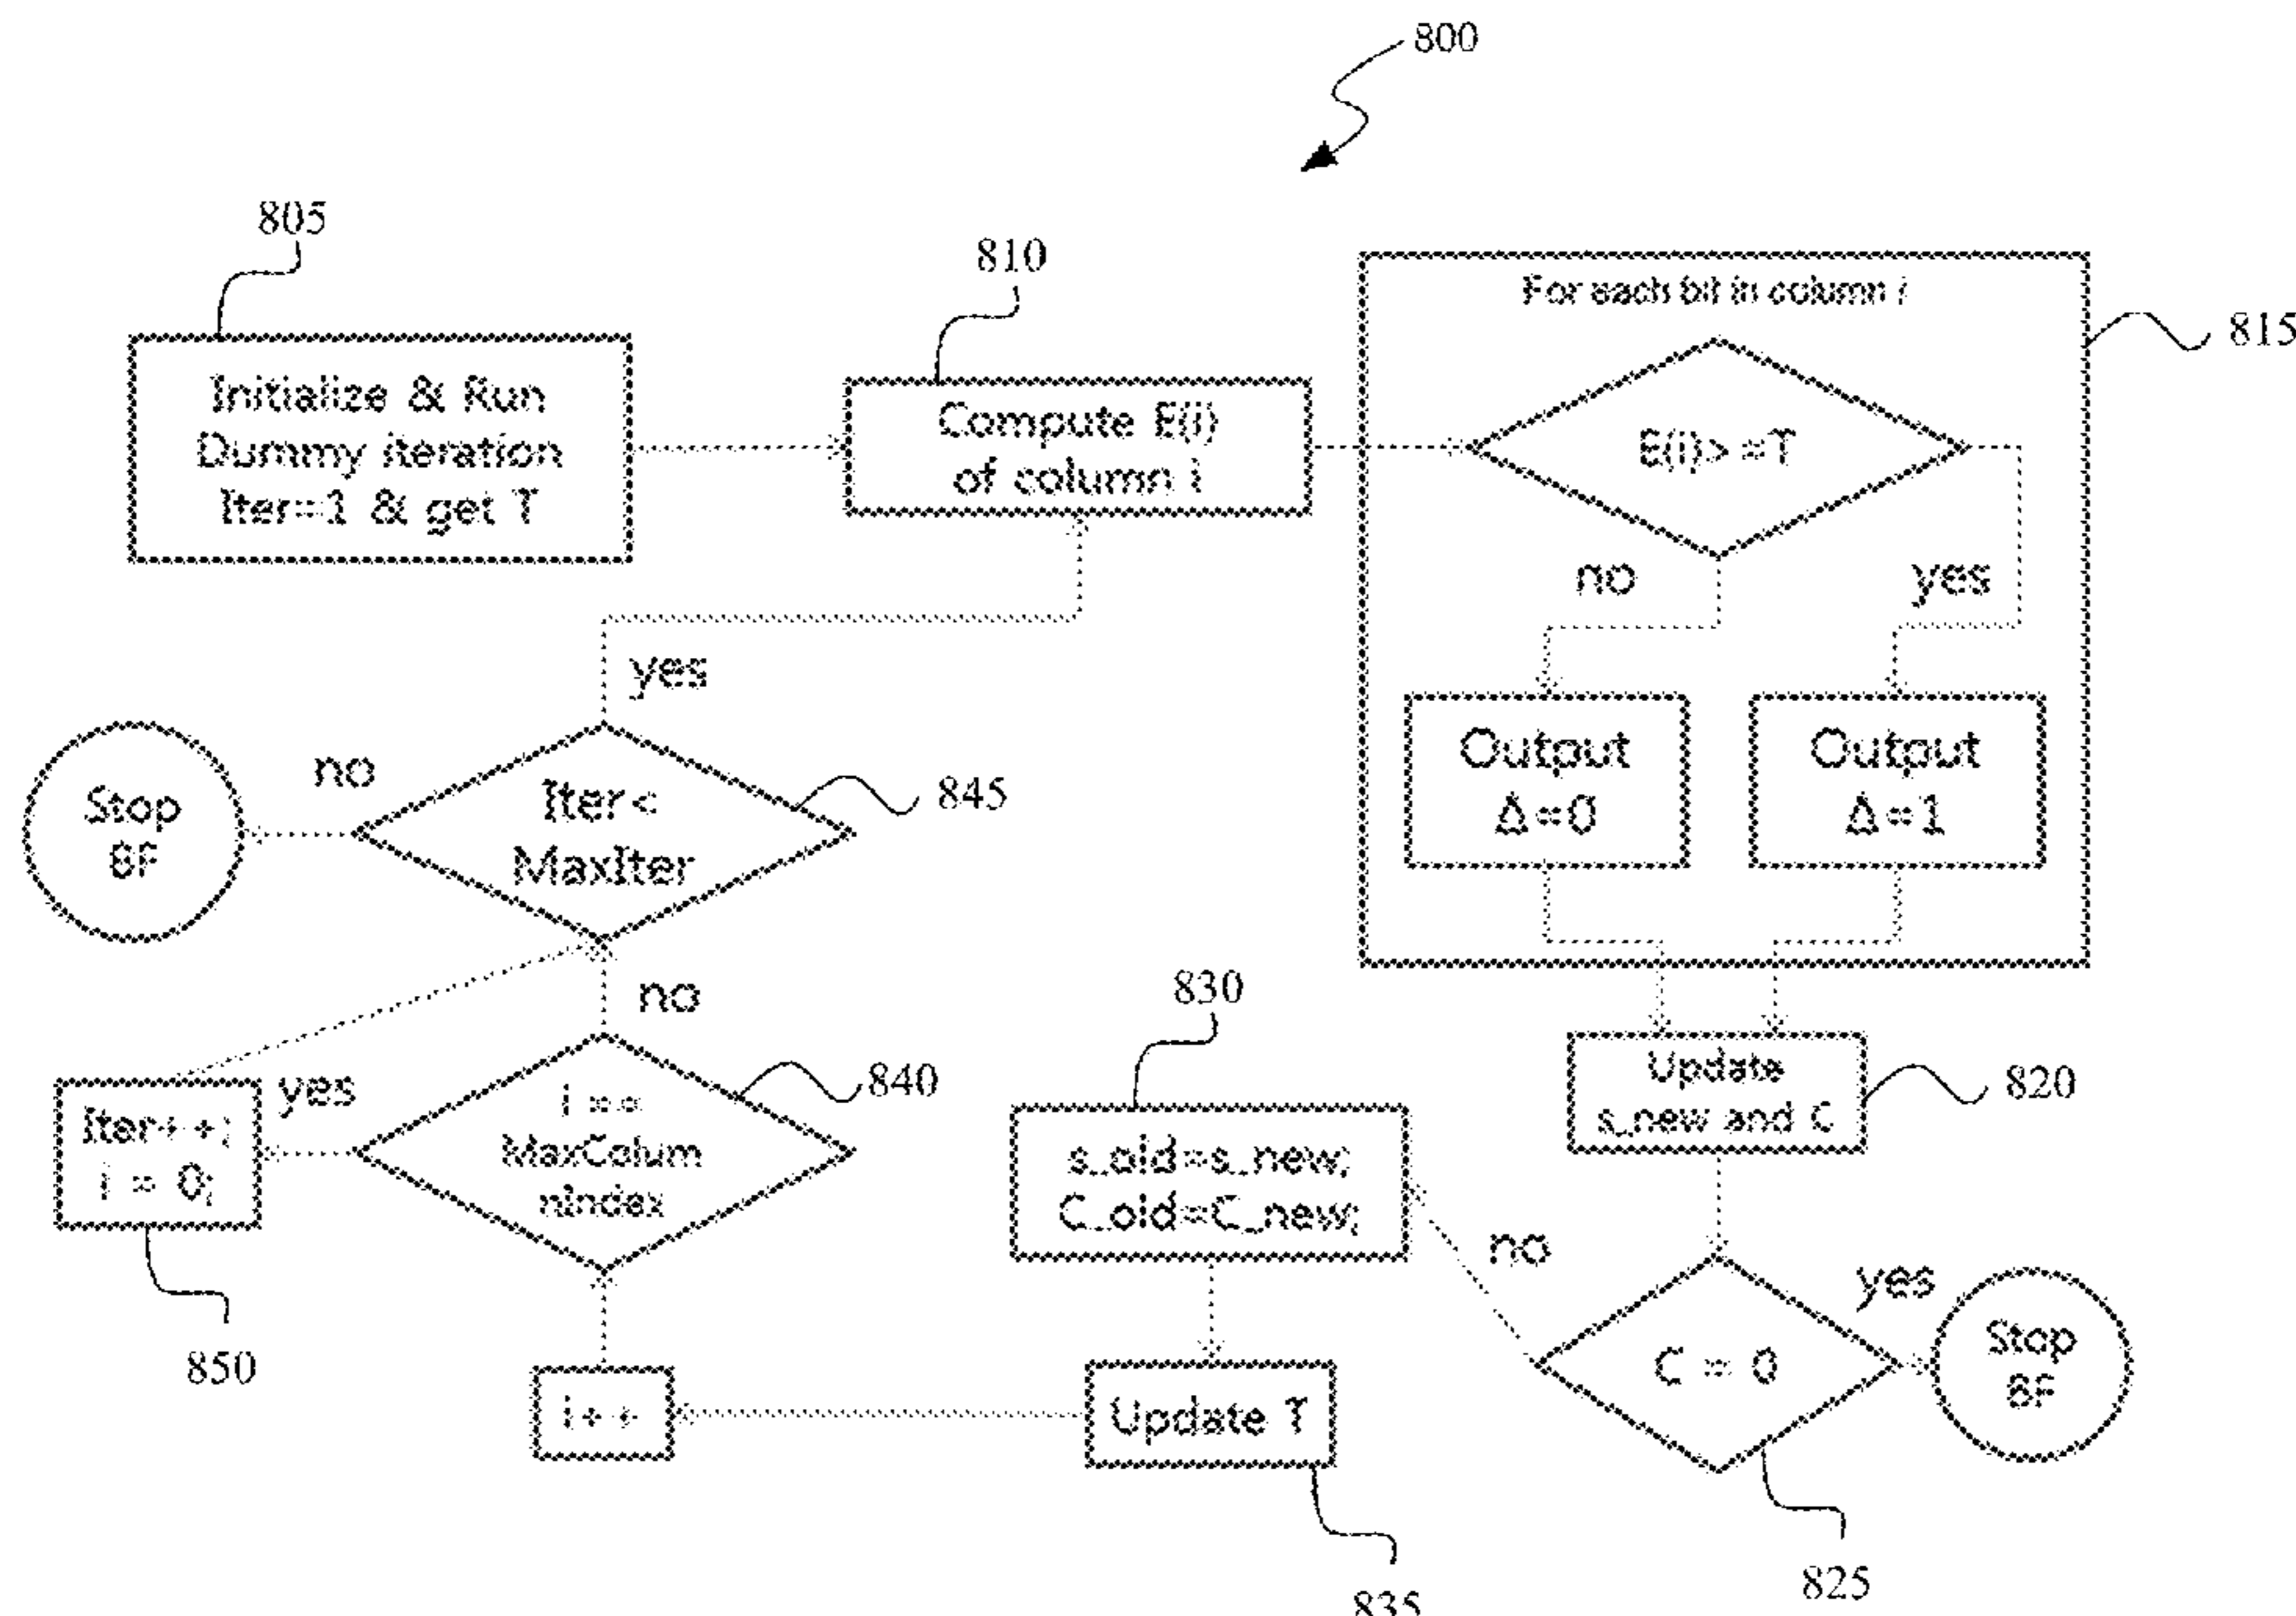 800
805
Initialize & Run
Dummy iteration
Iter=1 & get T
810
Compute E(i)
of column i
815
For each bit in column i
E(i)>=T
no
yes
Output
Δ=0
Output
Δ=1
820
Update
s_new and C
825
C = 0
yes
Stop
BF
no
830
s_old=s_new;
C_old=C_new;
835
Update T
i++
840
i ==
MaxColum
nIndex
yes
850
Iter++;
i = 0;
no
845
Iter<
MaxIter
no
Stop
BF
yes